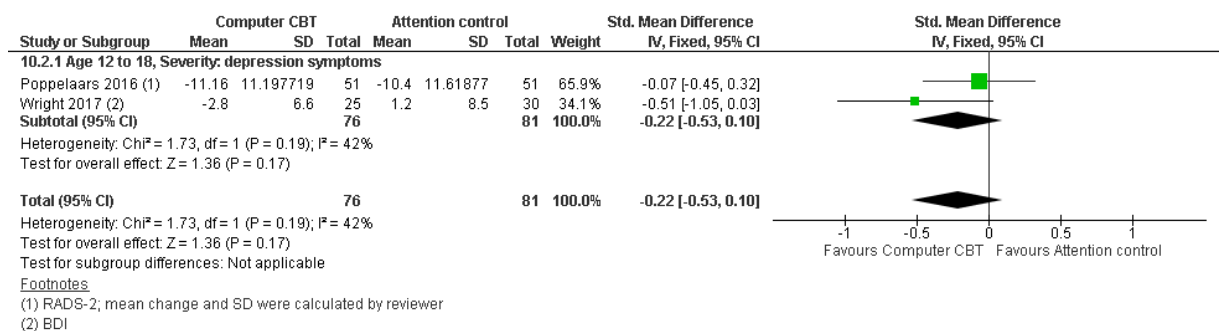 Computer CBT Attention control Std. Mean Difference Std. Mean Difference
Study or Subgroup Mean SD Total Mean SD Total Weight IV, Fixed, 95% CI IV, Fixed, 95% CI
10.2.1 Age 12 to 18, Severity: depression symptoms
Poppelaars 2016 (1) -11.16 11.197719 51 -10.4 11.61877 51 65.9% -0.07 [-0.45, 0.32]
Wright 2017 (2) -2.8 6.6 25 1.2 8.5 30 34.1% -0.51 [-1.05, 0.03]
Subtotal (95% CI) 76 81 100.0% -0.22 [-0.53, 0.10]
Heterogeneity: Chi² = 1.73, df = 1 (P = 0.19); I² = 42%
Test for overall effect: Z = 1.36 (P = 0.17)
Total (95% CI) 76 81 100.0% -0.22 [-0.53, 0.10]
Heterogeneity: Chi² = 1.73, df = 1 (P = 0.19); I² = 42%
Test for overall effect: Z = 1.36 (P = 0.17)
Test for subgroup differences: Not applicable
-1 -0.5 0 0.5 1
Favours Computer CBT Favours Attention control
Footnotes
(1) RADS-2; mean change and SD were calculated by reviewer
(2) BDI